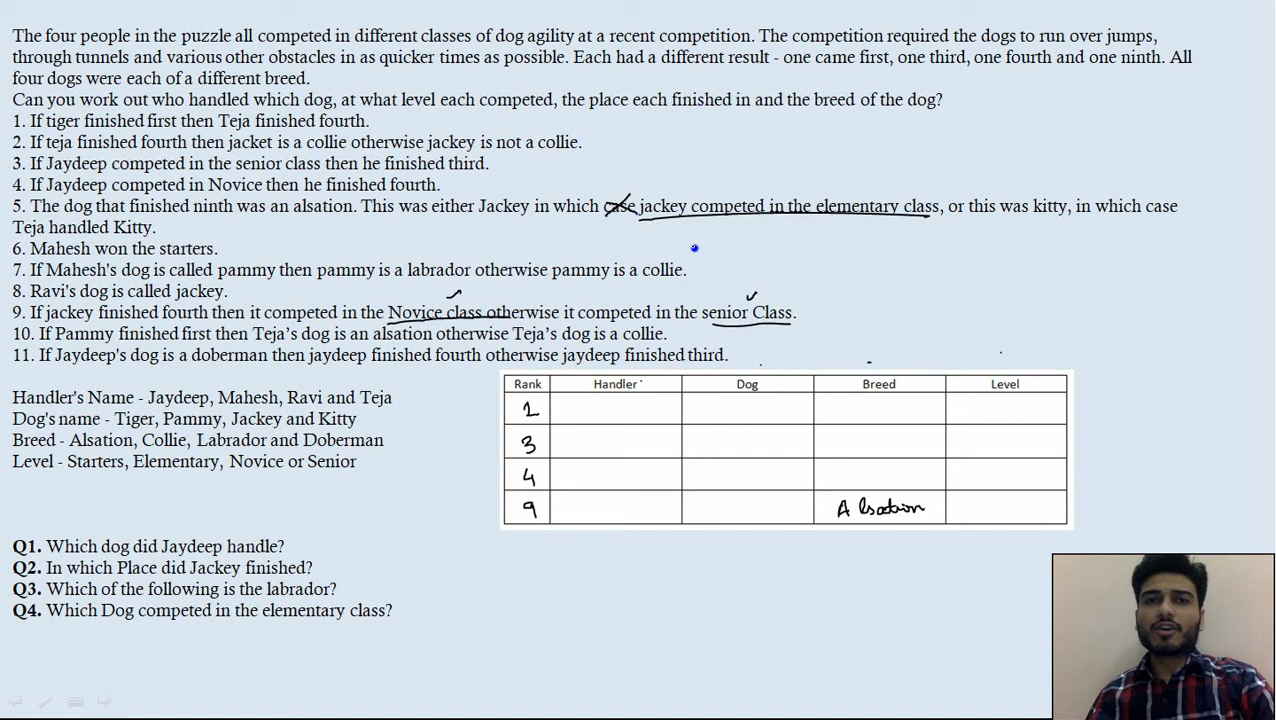 The four people in the puzzle all competed in different classes of dog agility at a recent competition. The competition required the dogs to run over jumps,
through tunnels and various other obstacles in as quicker times as possible. Each had a different result - one came first, one third, one fourth and one ninth. All
four dogs were each of a different breed.
Can you work out who handled which dog, at what level each competed, the place each finished in and the breed of the dog?
1. If tiger finished first then Teja finished fourth.
2. If teja finished fourth then jacket is a collie otherwise jackey is not a collie.
3. If Jaydeep competed in the senior class then he finished third.
4. If Jaydeep competed in Novice then he finished fourth.
5. The dog that finished ninth was an alsation. This was either Jackey in which case jackey competed in the elementary class, or this was kitty, in which case
Teja handled Kitty.
6. Mahesh won the starters.
7. If Mahesh's dog is called pammy then pammy is a labrador otherwise pammy is a collie.
8. Ravi's dog is called jackey.
9. If jackey finished fourth then it competed in the Novice class otherwise it competed in the senior Class.
10. If Pammy finished first then Teja's dog is an alsation otherwise Teja's dog is a collie.
11. If Jaydeep's dog is a doberman then jaydeep finished fourth otherwise jaydeep finished third.
Handler's Name - Jaydeep, Mahesh, Ravi and Teja
Dog's name - Tiger, Pammy, Jackey and Kitty
Breed - Alsation, Collie, Labrador and Doberman
Level - Starters, Elementary, Novice or Senior
Rank Handler Dog Breed Level
1
3
4
9 Alsation
Q1. Which dog did Jaydeep handle?
Q2. In which Place did Jackey finished?
Q3. Which of the following is the labrador?
Q4. Which Dog competed in the elementary class?